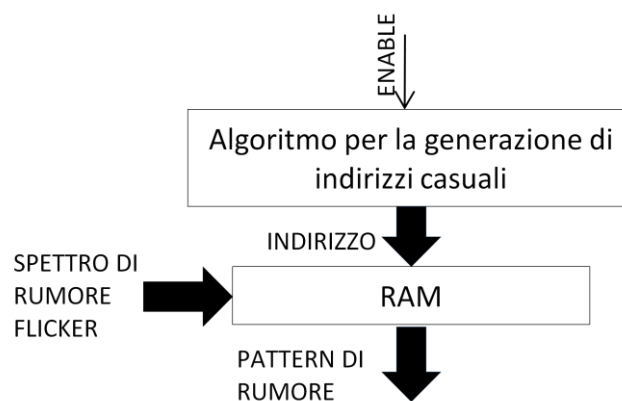 ENABLE
Algoritmo per la generazione di
indirizzi casuali
INDIRIZZO
SPETTRO DI
RUMORE
FLICKER
RAM
PATTERN DI
RUMORE